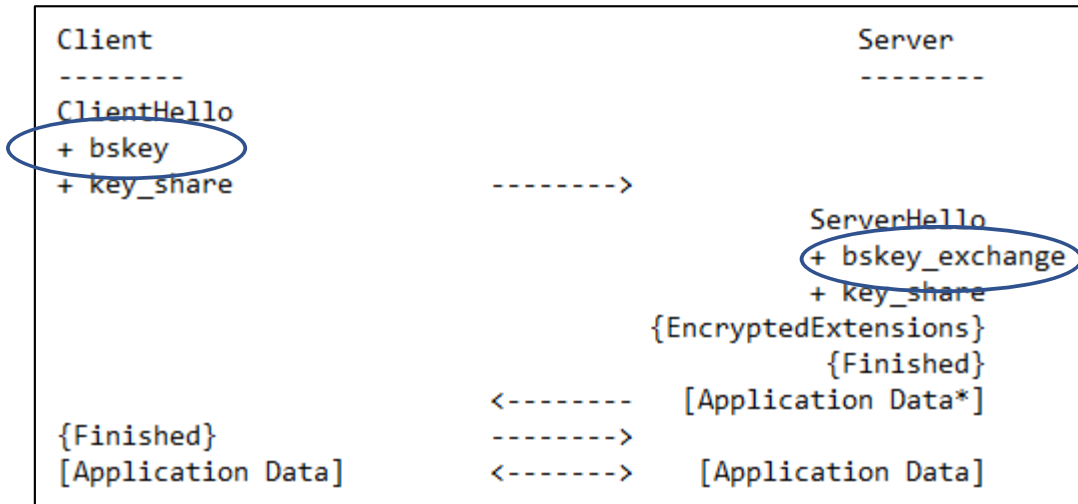 Client Server
-------- --------
ClientHello
+ bskey
+ key_share -------->
ServerHello
+ bskey_exchange
+ key_share
{EncryptedExtensions}
{Finished}
<-------- [Application Data*]
{Finished} -------->
[Application Data] <-------> [Application Data]